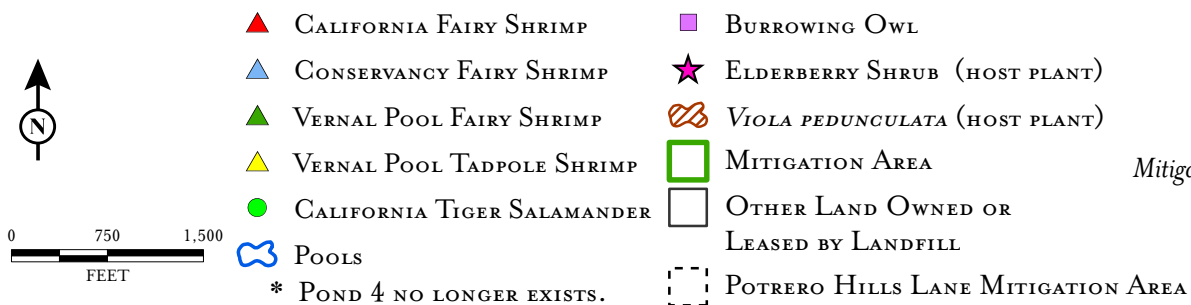 California Fairy Shrimp
Conservancy Fairy Shrimp
Vernal Pool Fairy Shrimp
Vernal Pool Tadpole Shrimp
California Tiger Salamander
Pools
* Pond 4 no longer exists.
Burrowing Owl
Elderberry Shrub (host plant)
Viola pedunculata (host plant)
Mitigation Area
Other Land Owned or
Leased by Landfill
Potrero Hills Lane Mitigation Area
N
0 750 1,500
FEET